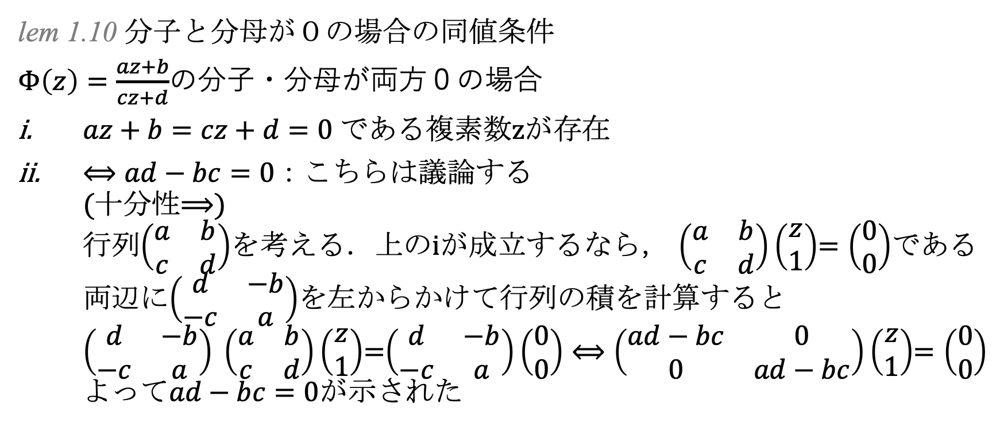 lem 1.10 分子と分母が０の場合の同値条件
Φ(z) = \frac{az+b}{cz+d}の分子・分母が両方０の場合
i. az + b = cz + d = 0 である複素数zが存在
ii. ⇔ ad − bc = 0 : こちらは議論する
(十分性⟹)
行列\begin{pmatrix} a & b \\ c & d \end{pmatrix}を考える．上のiが成立するなら， \begin{pmatrix} a & b \\ c & d \end{pmatrix}\begin{pmatrix} z \\ 1 \end{pmatrix}=\begin{pmatrix} 0 \\ 0 \end{pmatrix}である
両辺に\begin{pmatrix} d & −b \\ −c & a \end{pmatrix}を左からかけて行列の積を計算すると
\begin{pmatrix} d & −b \\ −c & a \end{pmatrix}\begin{pmatrix} a & b \\ c & d \end{pmatrix}\begin{pmatrix} z \\ 1 \end{pmatrix}=\begin{pmatrix} d & −b \\ −c & a \end{pmatrix}\begin{pmatrix} 0 \\ 0 \end{pmatrix} ⇔ \begin{pmatrix} ad − bc & 0 \\ 0 & ad − bc \end{pmatrix}\begin{pmatrix} z \\ 1 \end{pmatrix}=\begin{pmatrix} 0 \\ 0 \end{pmatrix}
よってad − bc = 0が示された